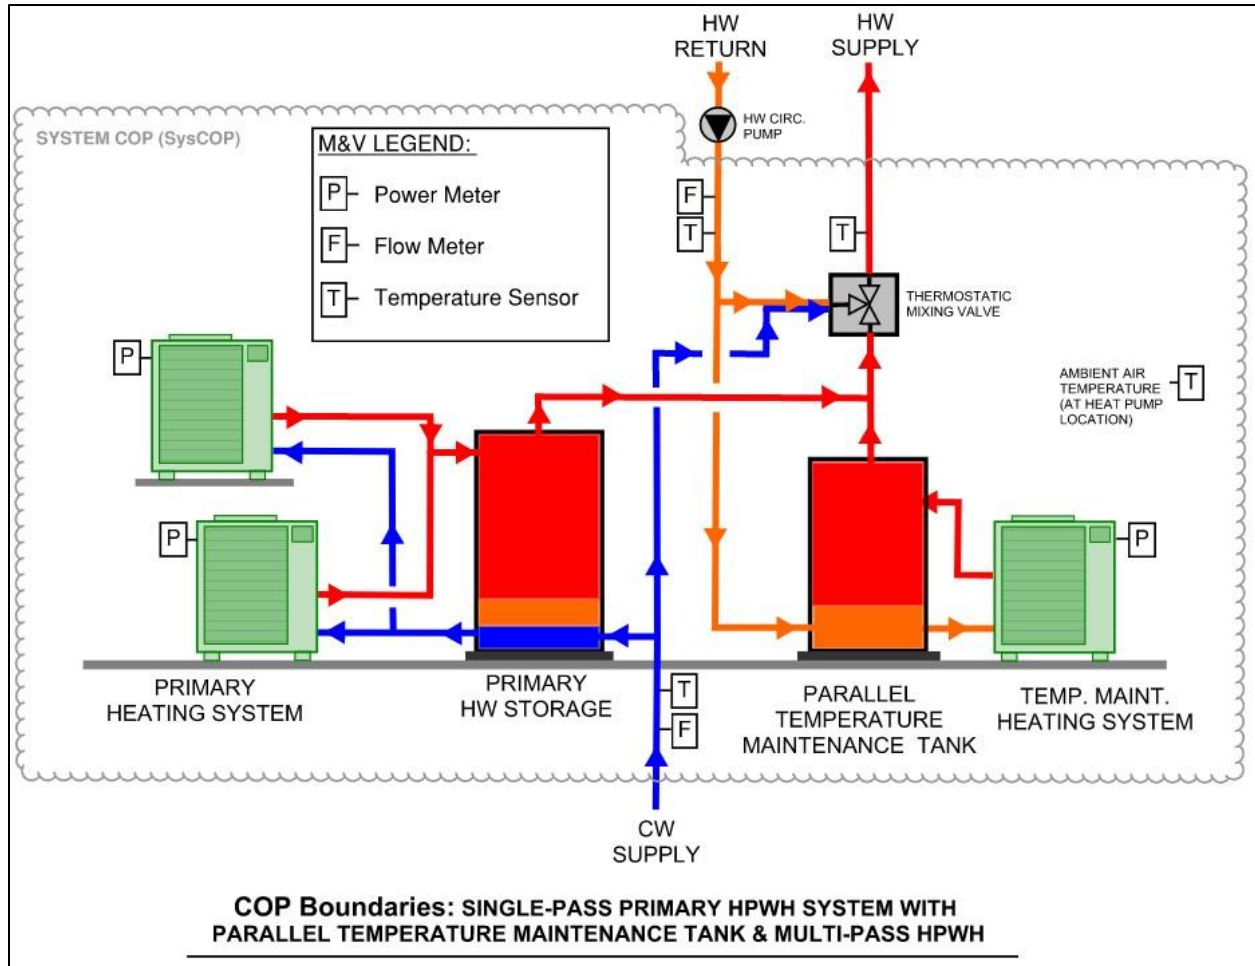 HW
RETURN
HW
SUPPLY
HW CIRC.
PUMP
SYSTEM COP (SysCOP)
M&V LEGEND:
P Power Meter
F Flow Meter
T Temperature Sensor
F
T
T
THERMOSTATIC
MIXING VALVE
P
AMBIENT AIR
TEMPERATURE
(AT HEAT PUMP
LOCATION)
T
P
P
PRIMARY
HEATING SYSTEM
PRIMARY
HW STORAGE
T
F
PARALLEL
TEMPERATURE
MAINTENANCE TANK
TEMP. MAINT.
HEATING SYSTEM
CW
SUPPLY
COP Boundaries: SINGLE-PASS PRIMARY HPWH SYSTEM WITH
PARALLEL TEMPERATURE MAINTENANCE TANK & MULTI-PASS HPWH